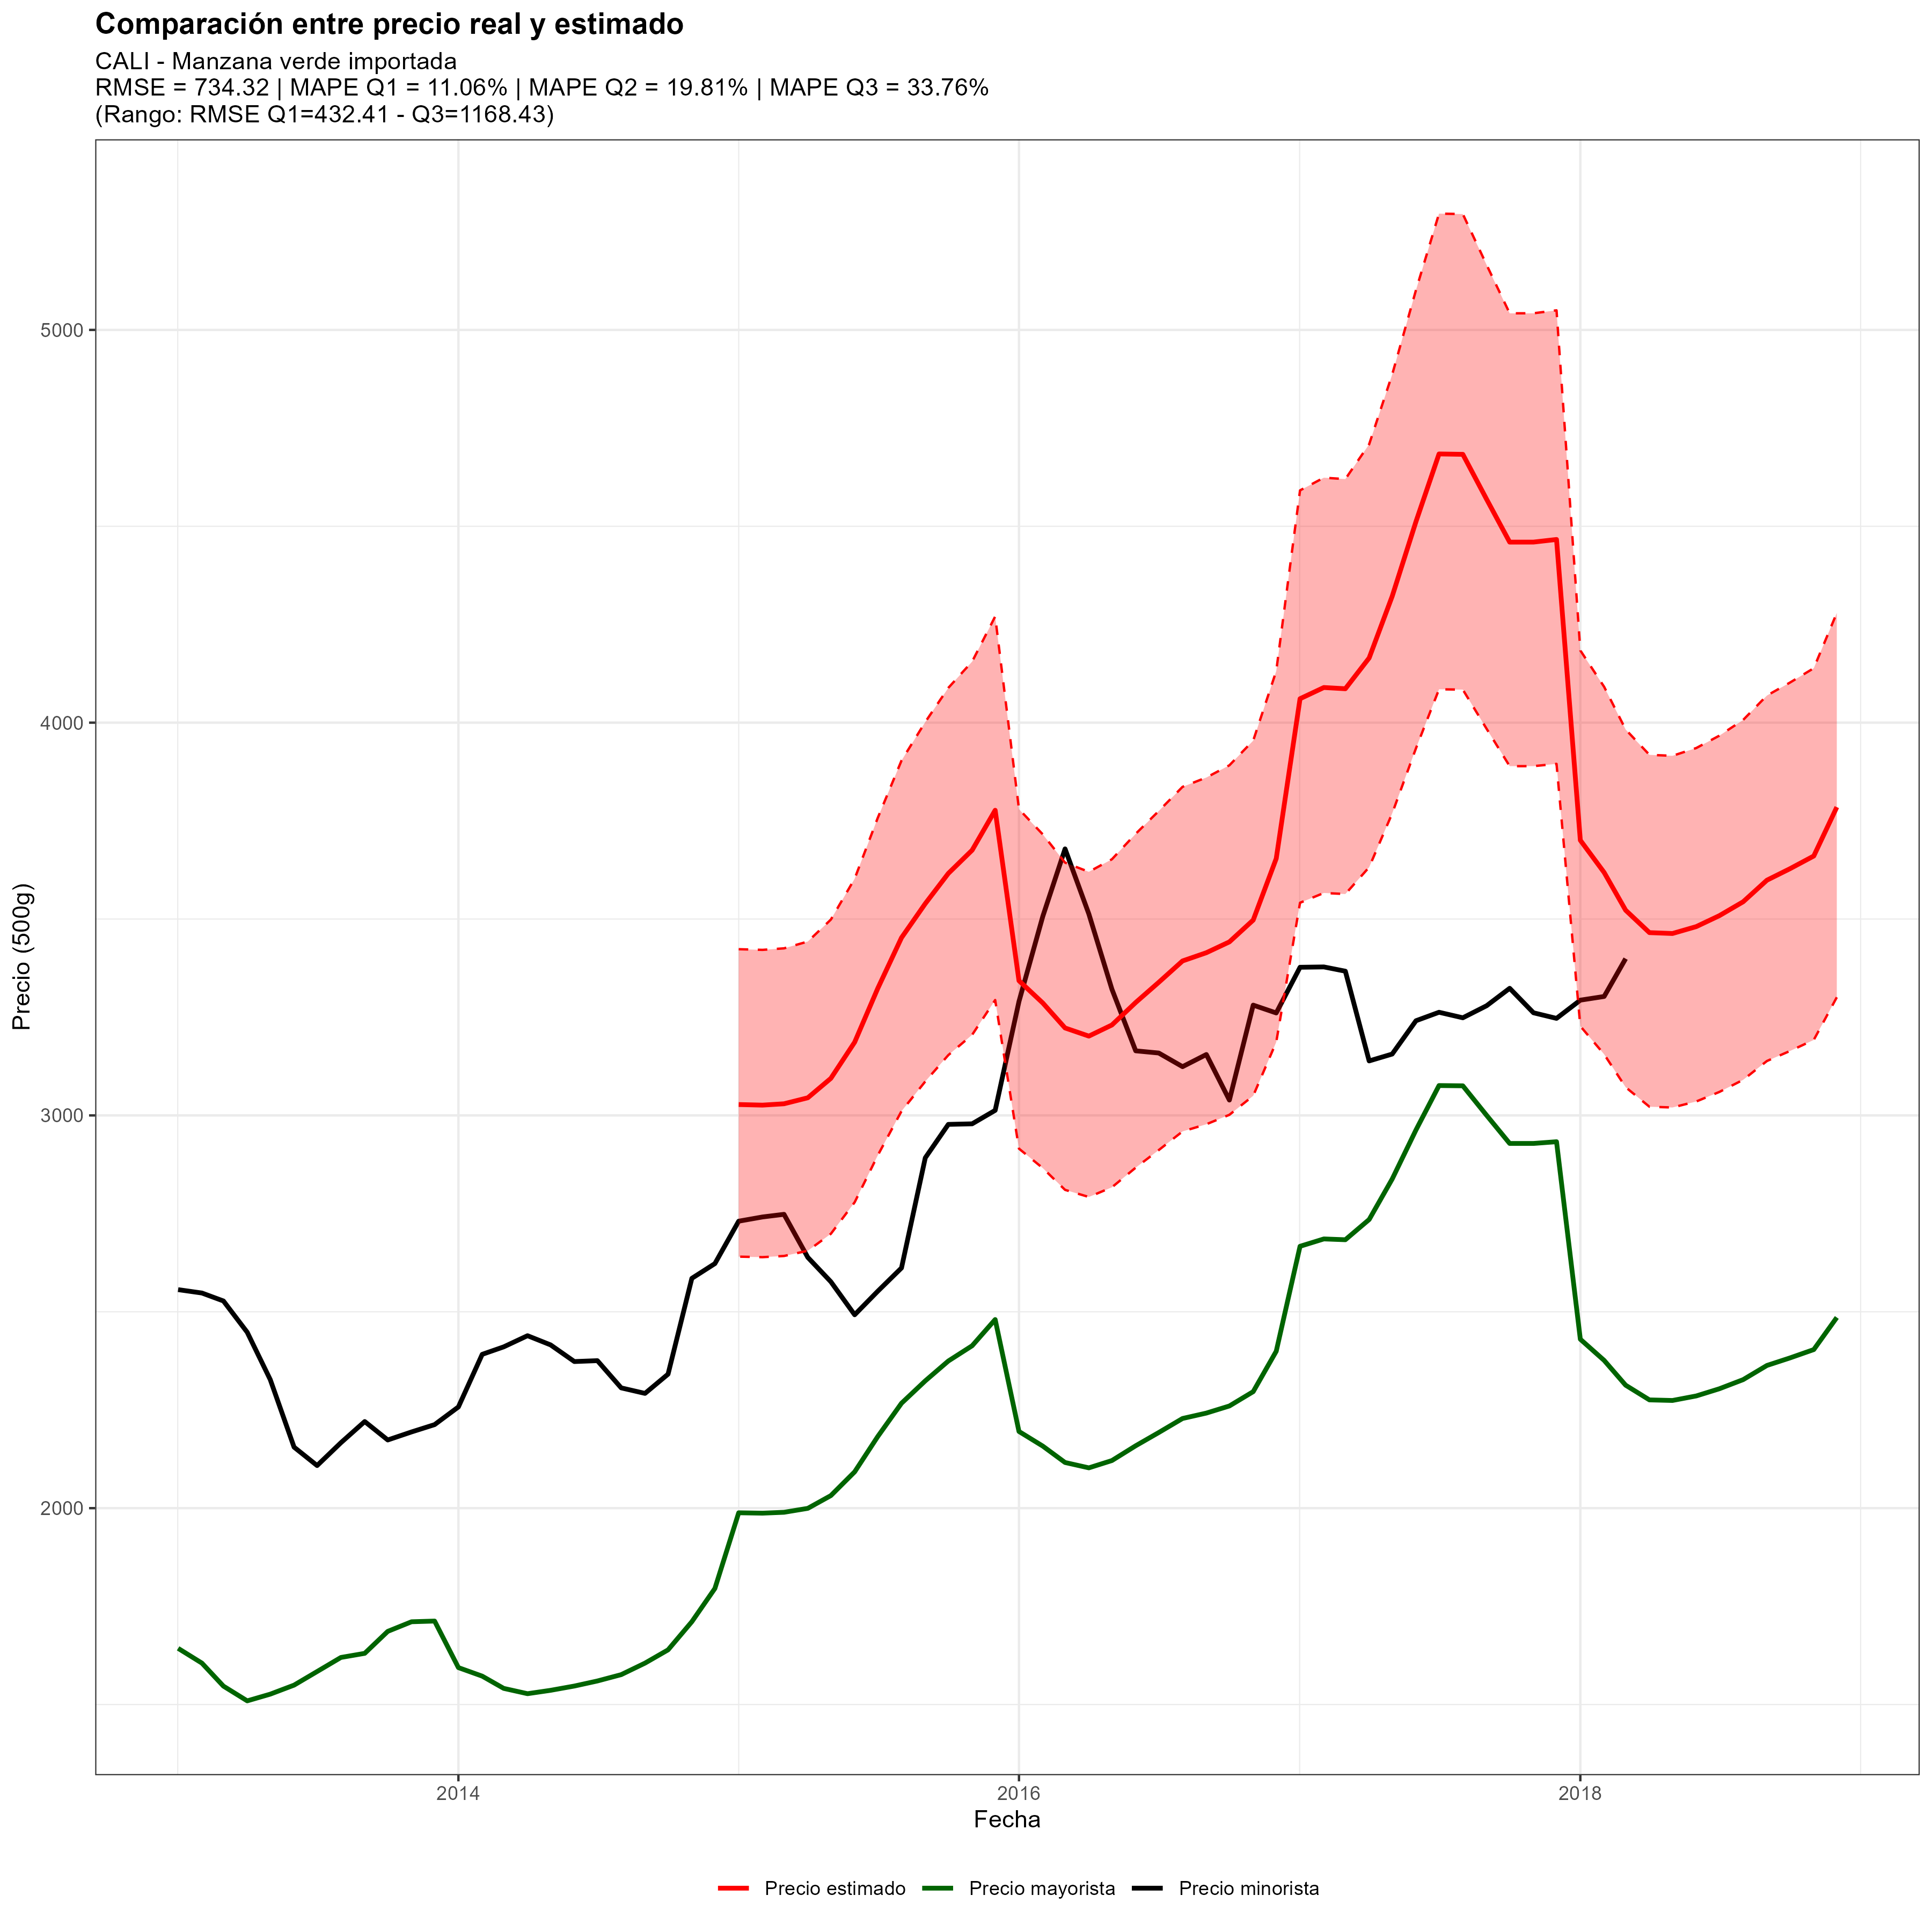 Comparación entre precio real y estimado
CALI - Manzana verde importada
RMSE = 734.32 | MAPE Q1 = 11.06% | MAPE Q2 = 19.81% | MAPE Q3 = 33.76%
(Rango: RMSE Q1=432.41 - Q3=1168.43)
5000
4000
3000
2000
Precio (500g)
2014
2016
2018
Fecha
Precio estimado
Precio mayorista
Precio minorista